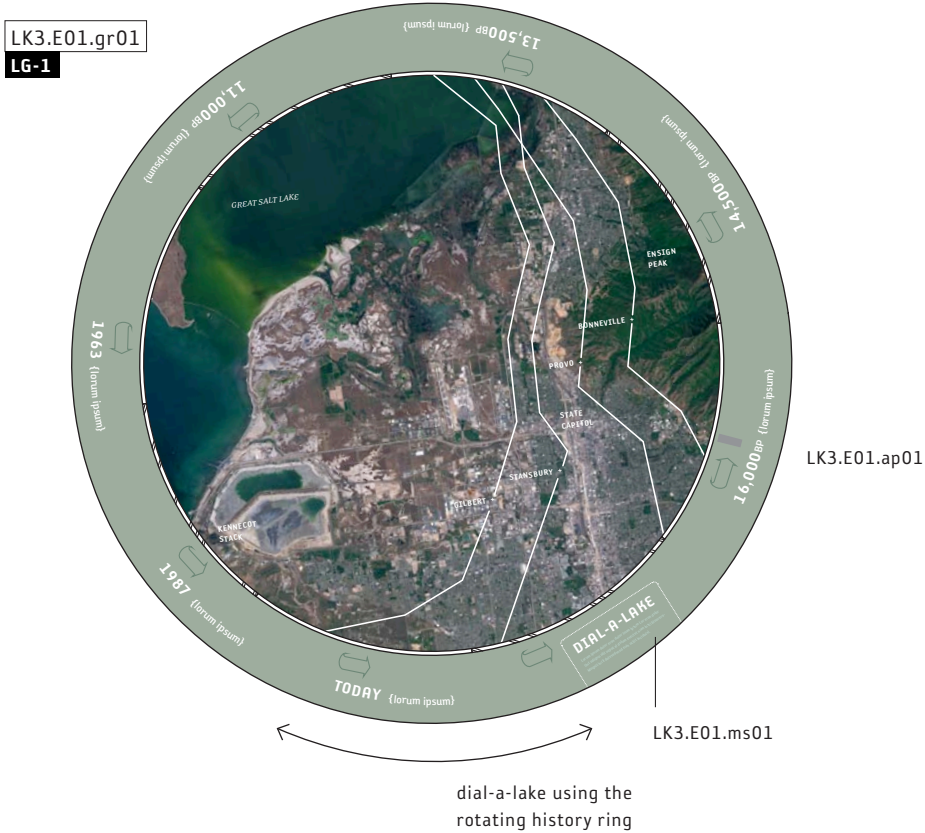 LK3.E01.gr01
LG-1
13,500BP {lorum ipsum}
11,000BP {lorum ipsum}
14,500BP {lorum ipsum}
GREAT SALT LAKE
ENSIGN
PEAK
BONNEVILLE
1963 {lorum ipsum}
PROVO
16,000BP {lorum ipsum}
STATE
CAPITOL
LK3.E01.ap01
STANSBURY
GILBERT
KENNECOT
STACK
1987 {lorum ipsum}
DIAL-A-LAKE
TODAY {lorum ipsum}
LK3.E01.ms01
dial-a-lake using the
rotating history ring